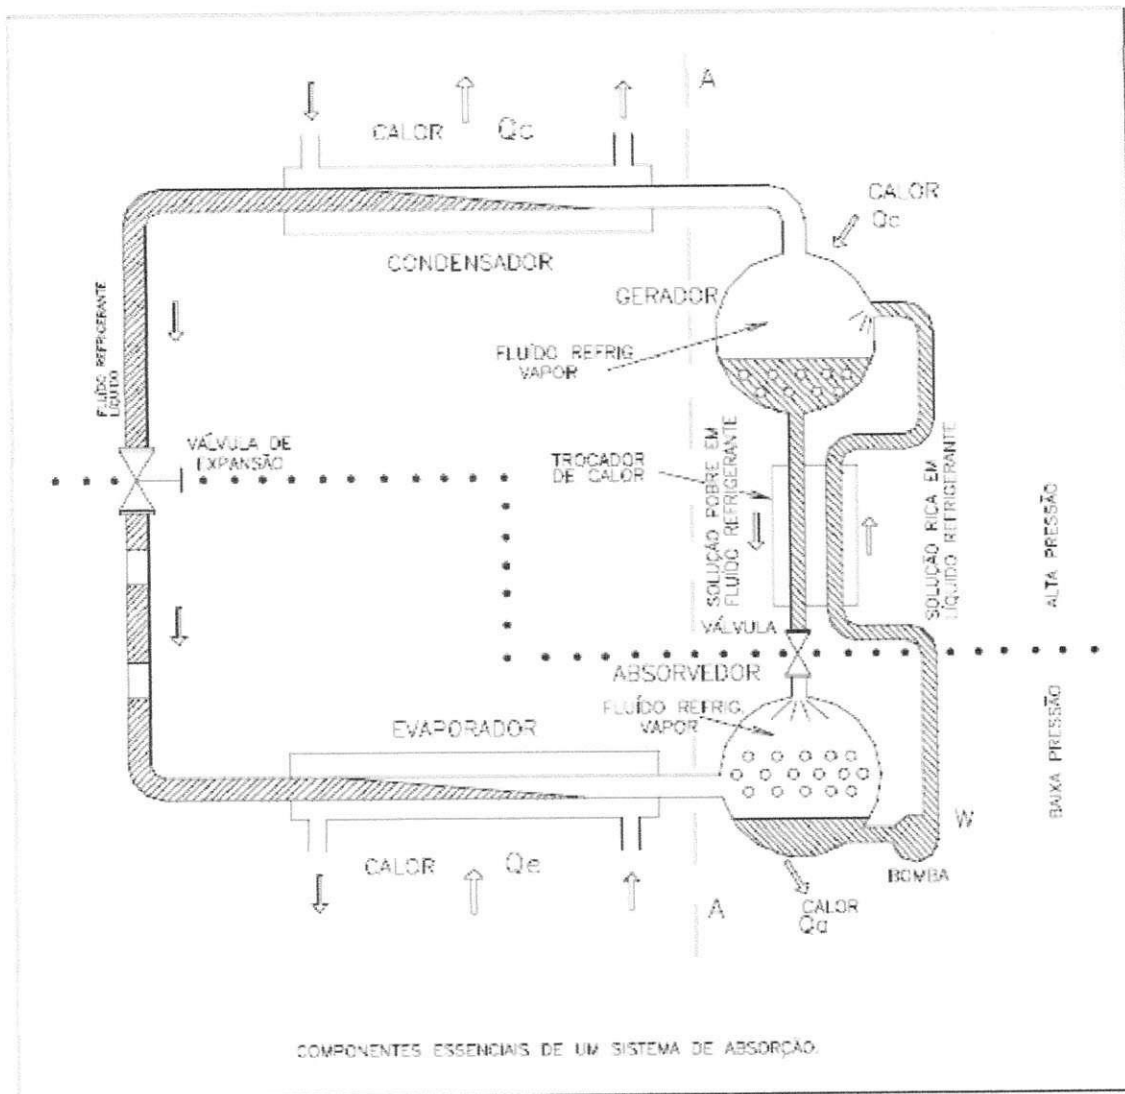 A
CALOR Qc
CALOR
Qc
CONDENSADOR
GERADOR
FLUÍDO REFRIG.
VAPOR
FLUÍDO REFRIGERANTE
LÍQUIDO
VÁLVULA DE
EXPANSÃO
TROCADOR
DE CALOR
SOLUÇÃO POBRE EM
FLUÍDO REFRIGERANTE
SOLUÇÃO RICA EM
LÍQUIDO REFRIGERANTE
ALTA PRESSÃO
VÁLVULA
ABSORVEDOR
FLUÍDO REFRIG.
VAPOR
EVAPORADOR
BAIXA PRESSÃO
W
BOMBA
CALOR Qe
A
CALOR
Qa
COMPONENTES ESSENCIAIS DE UM SISTEMA DE ABSORÇÃO.